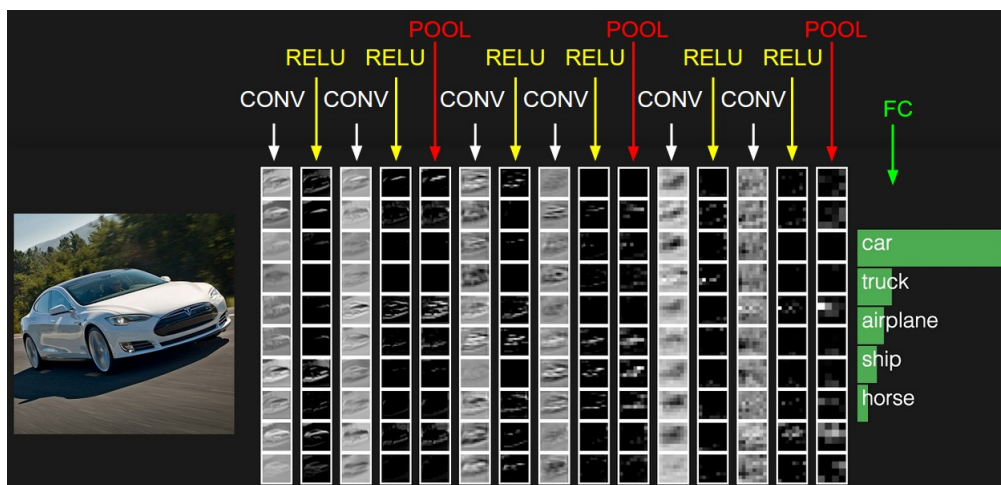 POOL POOL POOL
RELU RELU RELU RELU RELU RELU
CONV CONV CONV CONV CONV CONV
FC
car
truck
airplane
ship
horse